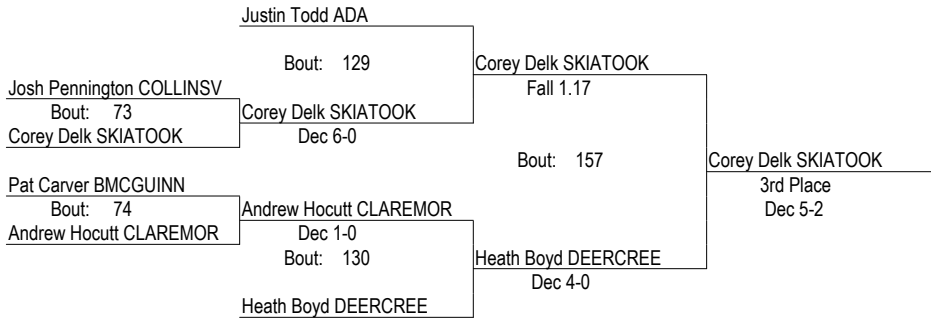 Justin Todd ADA
Bout: 129
Corey Delk SKIATOOK
Fall 1.17
Josh Pennington COLLINSV
Bout: 73
Corey Delk SKIATOOK
Corey Delk SKIATOOK
Dec 6-0
Bout: 157
Corey Delk SKIATOOK
3rd Place
Dec 5-2
Pat Carver BMCGUINN
Bout: 74
Andrew Hocutt CLAREMOR
Andrew Hocutt CLAREMOR
Dec 1-0
Bout: 130
Heath Boyd DEERCREE
Dec 4-0
Heath Boyd DEERCREE